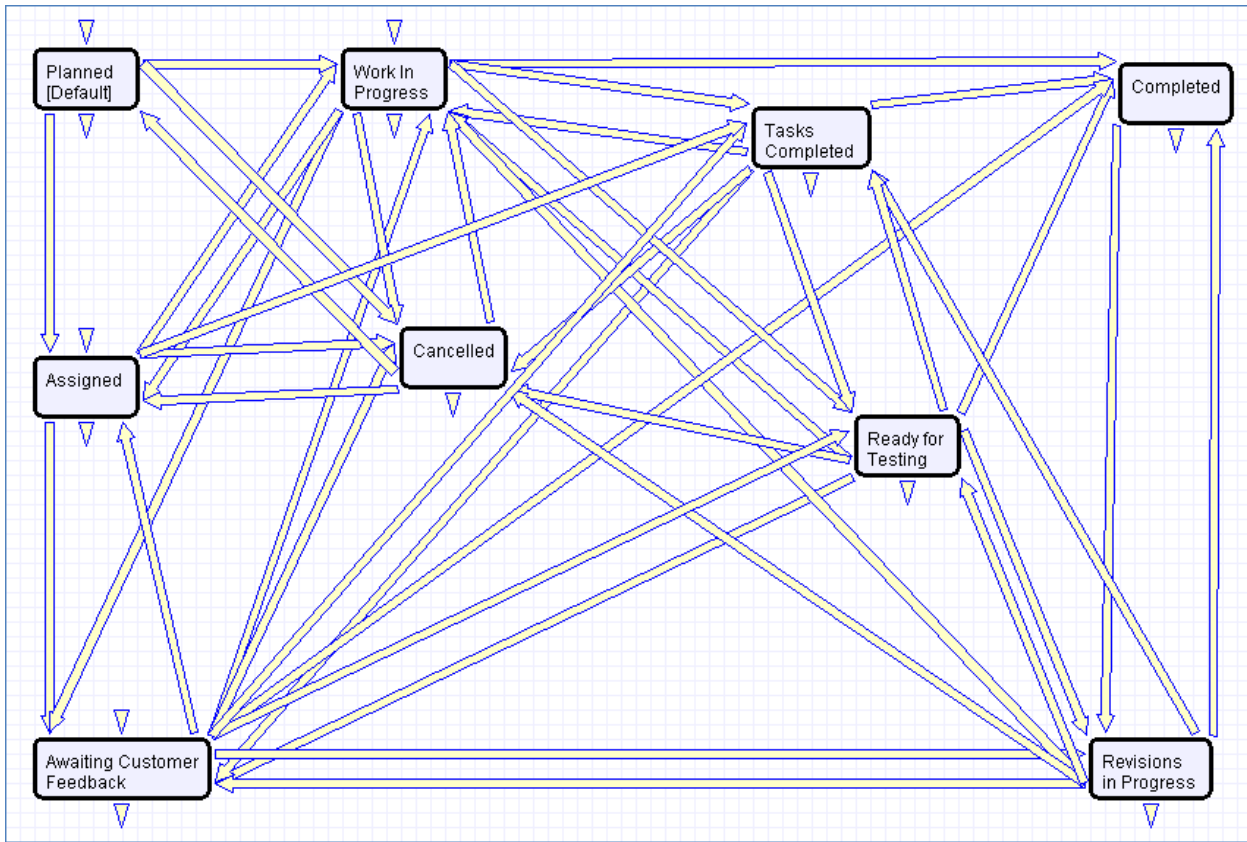 Planned
[Default]
Work In
Progress
Completed
Tasks
Completed
Cancelled
Assigned
Ready for
Testing
Awaiting Customer
Feedback
Revisions
in Progress